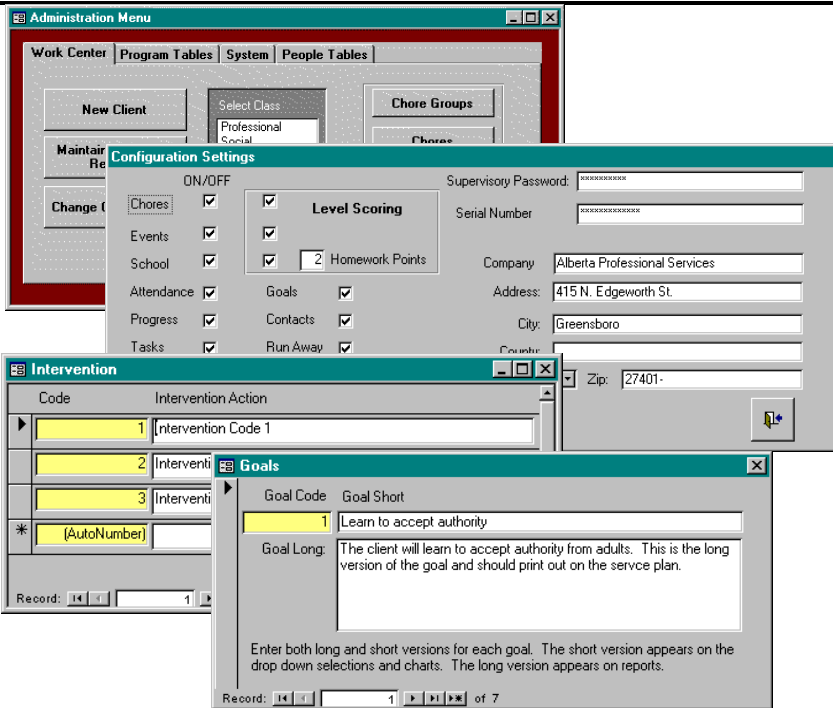 Administration Menu
Work Center Program Tables System People Tables
New Client
Select Class
Chore Groups
Professional
Social
Chores
Maintain
Re
Change
Configuration Settings
ON/OFF
Supervisory Password: **********
Chores
Level Scoring
Serial Number *************
Events
School
2 Homework Points
Company Alberta Professional Services
Attendance
Goals
Address: 415 N. Edgeworth St.
Progress
Contacts
City: Greensboro
Tasks
Run Away
County:
Zip: 27401-
Intervention
Code Intervention Action
1 Intervention Code 1
2 Interventi
3 Interventi
(AutoNumber)
Record: 1
Goals
Goal Code Goal Short
1 Learn to accept authority
Goal Long: The client will learn to accept authority from adults. This is the long
version of the goal and should print out on the servce plan.
Enter both long and short versions for each goal. The short version appears on the
drop down selections and charts. The long version appears on reports.
Record: 1 of 7